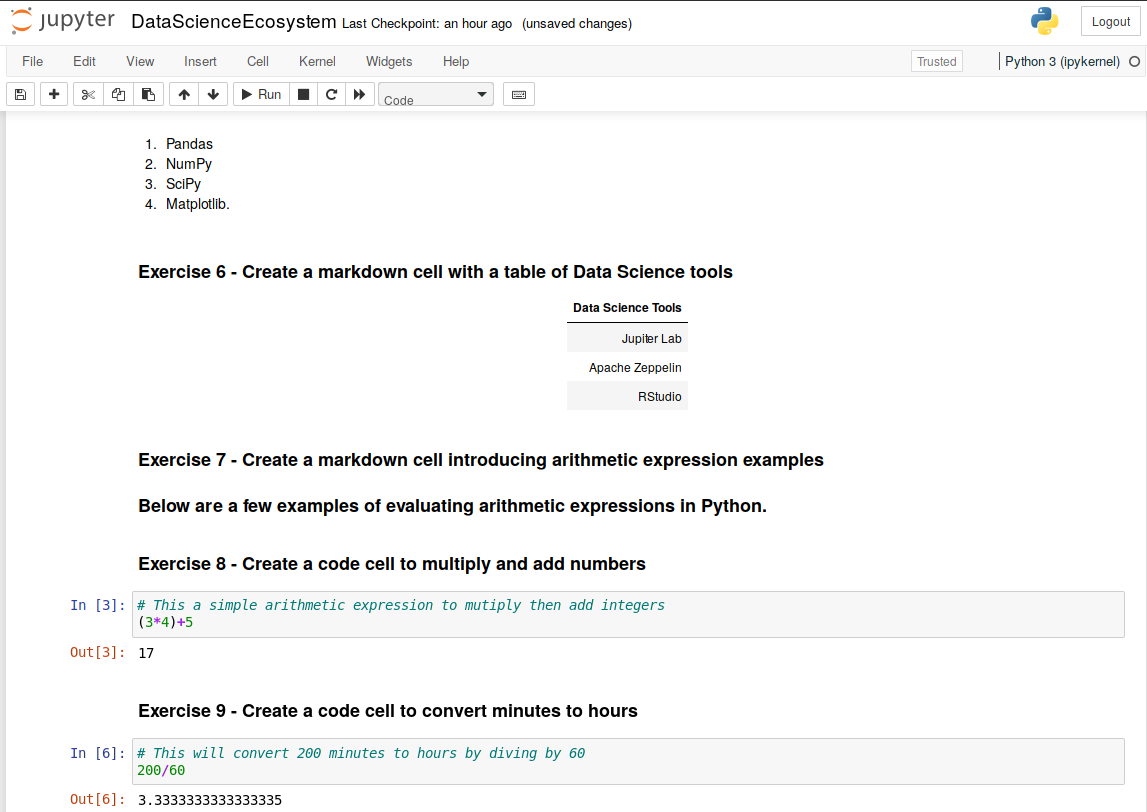 jupyter DataScienceEcosystem Last Checkpoint: an hour ago (unsaved changes) Logout
File Edit View Insert Cell Kernel Widgets Help Trusted Python 3 (ipykernel)
Run Code
1. Pandas
2. NumPy
3. SciPy
4. Matplotlib.
Exercise 6 - Create a markdown cell with a table of Data Science tools
Data Science Tools
Jupiter Lab
Apache Zeppelin
RStudio
Exercise 7 - Create a markdown cell introducing arithmetic expression examples
Below are a few examples of evaluating arithmetic expressions in Python.
Exercise 8 - Create a code cell to multiply and add numbers
In [3]: # This a simple arithmetic expression to mutiply then add integers
(3*4)+5
Out[3]: 17
Exercise 9 - Create a code cell to convert minutes to hours
In [6]: # This will convert 200 minutes to hours by diving by 60
200/60
Out[6]: 3.3333333333333335